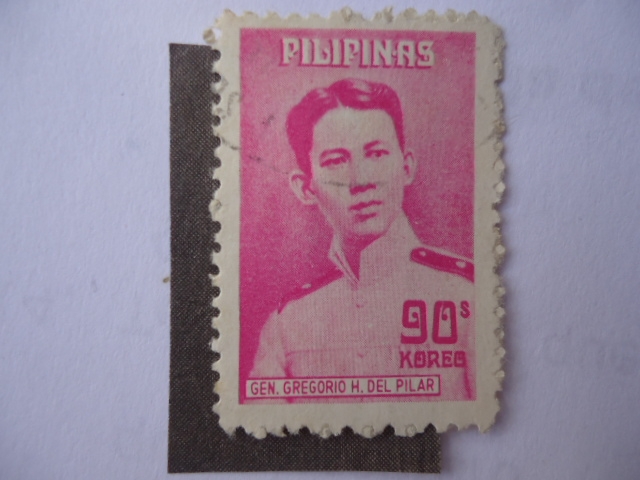 PILIPINAS
90s
KOREO
GEN. GREGORIO H. DEL PILAR